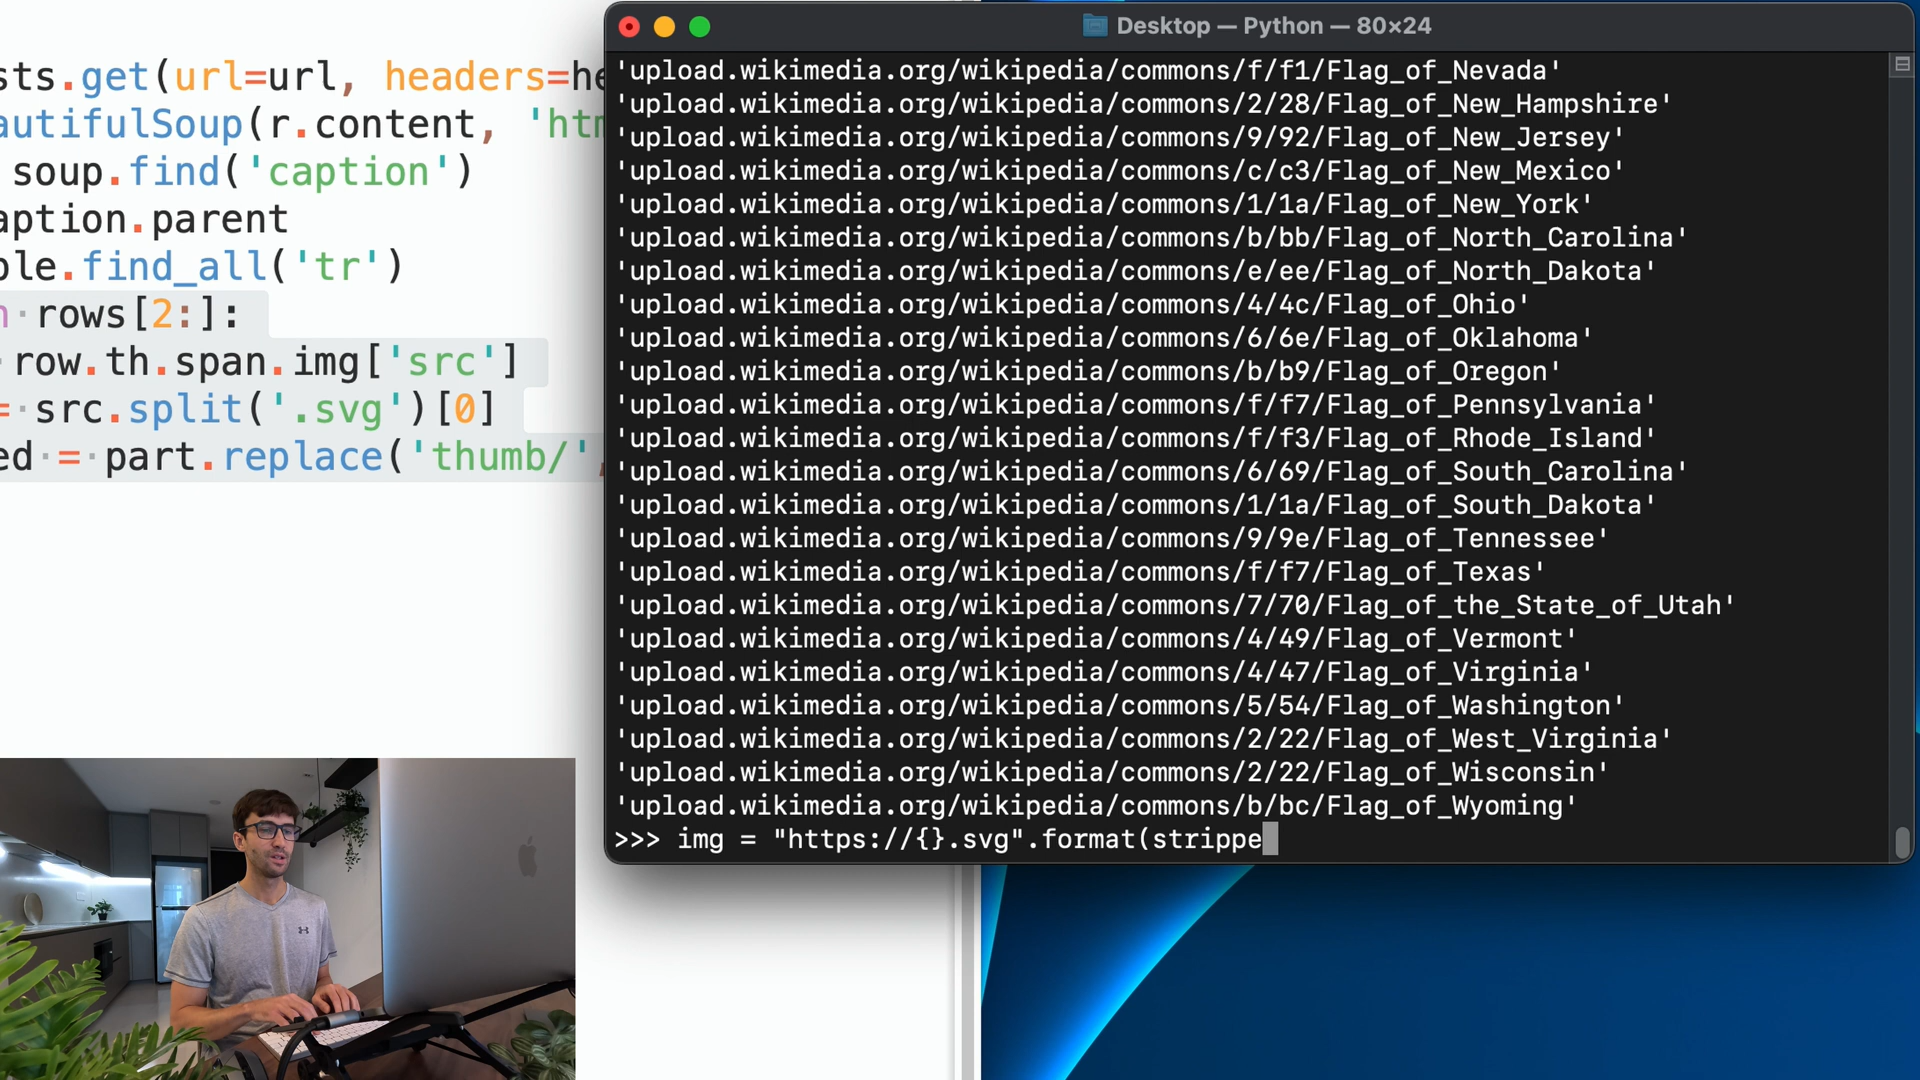 sts.get(url=url, headers=he
autifulSoup(r.content, 'htm
soup.find('caption')
aption.parent
ble.find_all('tr')
n rows[2:]:
row.th.span.img['src']
= src.split('.svg')[0]
ed = part.replace('thumb/',
Desktop — Python — 80×24
'upload.wikimedia.org/wikipedia/commons/f/f1/Flag_of_Nevada'
'upload.wikimedia.org/wikipedia/commons/2/28/Flag_of_New_Hampshire'
'upload.wikimedia.org/wikipedia/commons/9/92/Flag_of_New_Jersey'
'upload.wikimedia.org/wikipedia/commons/c/c3/Flag_of_New_Mexico'
'upload.wikimedia.org/wikipedia/commons/1/1a/Flag_of_New_York'
'upload.wikimedia.org/wikipedia/commons/b/bb/Flag_of_North_Carolina'
'upload.wikimedia.org/wikipedia/commons/e/ee/Flag_of_North_Dakota'
'upload.wikimedia.org/wikipedia/commons/4/4c/Flag_of_Ohio'
'upload.wikimedia.org/wikipedia/commons/6/6e/Flag_of_Oklahoma'
'upload.wikimedia.org/wikipedia/commons/b/b9/Flag_of_Oregon'
'upload.wikimedia.org/wikipedia/commons/f/f7/Flag_of_Pennsylvania'
'upload.wikimedia.org/wikipedia/commons/f/f3/Flag_of_Rhode_Island'
'upload.wikimedia.org/wikipedia/commons/6/69/Flag_of_South_Carolina'
'upload.wikimedia.org/wikipedia/commons/1/1a/Flag_of_South_Dakota'
'upload.wikimedia.org/wikipedia/commons/9/9e/Flag_of_Tennessee'
'upload.wikimedia.org/wikipedia/commons/f/f7/Flag_of_Texas'
'upload.wikimedia.org/wikipedia/commons/7/70/Flag_of_the_State_of_Utah'
'upload.wikimedia.org/wikipedia/commons/4/49/Flag_of_Vermont'
'upload.wikimedia.org/wikipedia/commons/4/47/Flag_of_Virginia'
'upload.wikimedia.org/wikipedia/commons/5/54/Flag_of_Washington'
'upload.wikimedia.org/wikipedia/commons/2/22/Flag_of_West_Virginia'
'upload.wikimedia.org/wikipedia/commons/2/22/Flag_of_Wisconsin'
'upload.wikimedia.org/wikipedia/commons/b/bc/Flag_of_Wyoming'
>>> img = "https://{}.svg".format(strippe